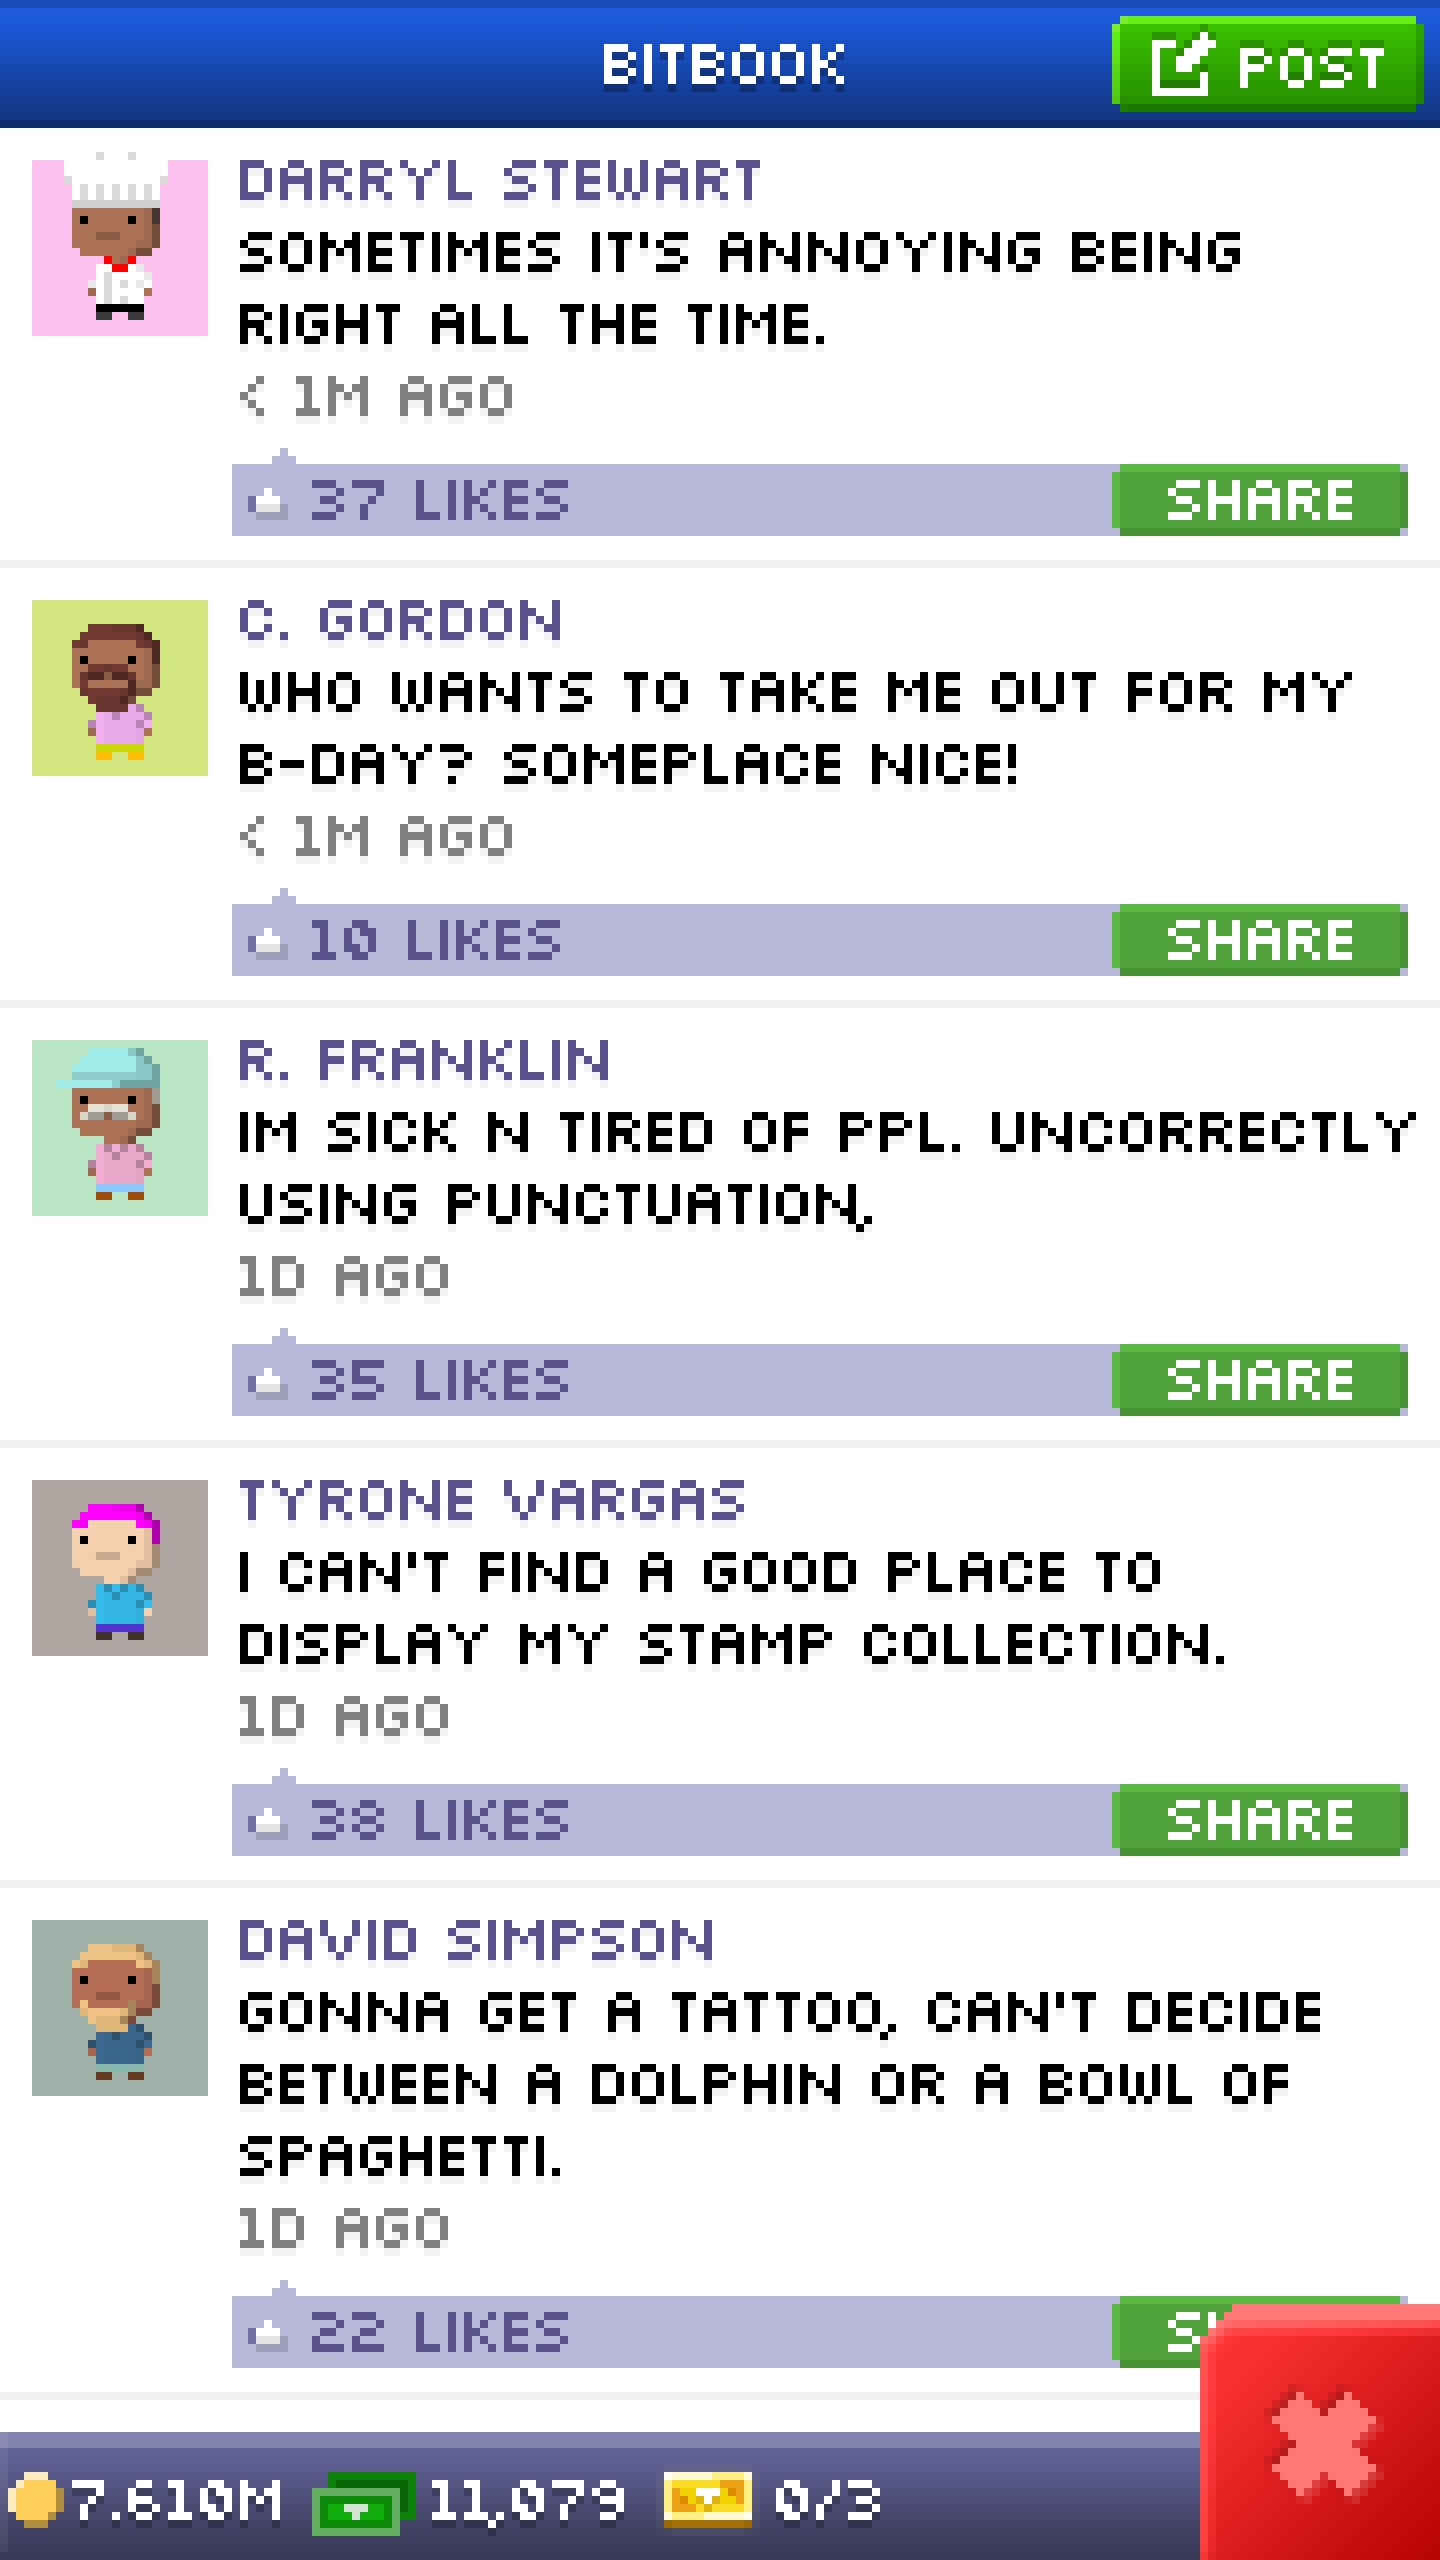 BITBOOK
POST
DARRYL STEWART
SOMETIMES IT'S ANNOYING BEING
RIGHT ALL THE TIME.
< 1M AGO
37 LIKES
SHARE
C. GORDON
WHO WANTS TO TAKE ME OUT FOR MY
B-DAY? SOMEPLACE NICE!
< 1M AGO
10 LIKES
SHARE
R. FRANKLIN
IM SICK N TIRED OF PPL. UNCORRECTLY
USING PUNCTUATION,
1D AGO
35 LIKES
SHARE
TYRONE VARGAS
I CAN'T FIND A GOOD PLACE TO
DISPLAY MY STAMP COLLECTION.
1D AGO
38 LIKES
SHARE
DAVID SIMPSON
GONNA GET A TATTOO, CAN'T DECIDE
BETWEEN A DOLPHIN OR A BOWL OF
SPAGHETTI.
1D AGO
22 LIKES
7.610M
11,079
0/3